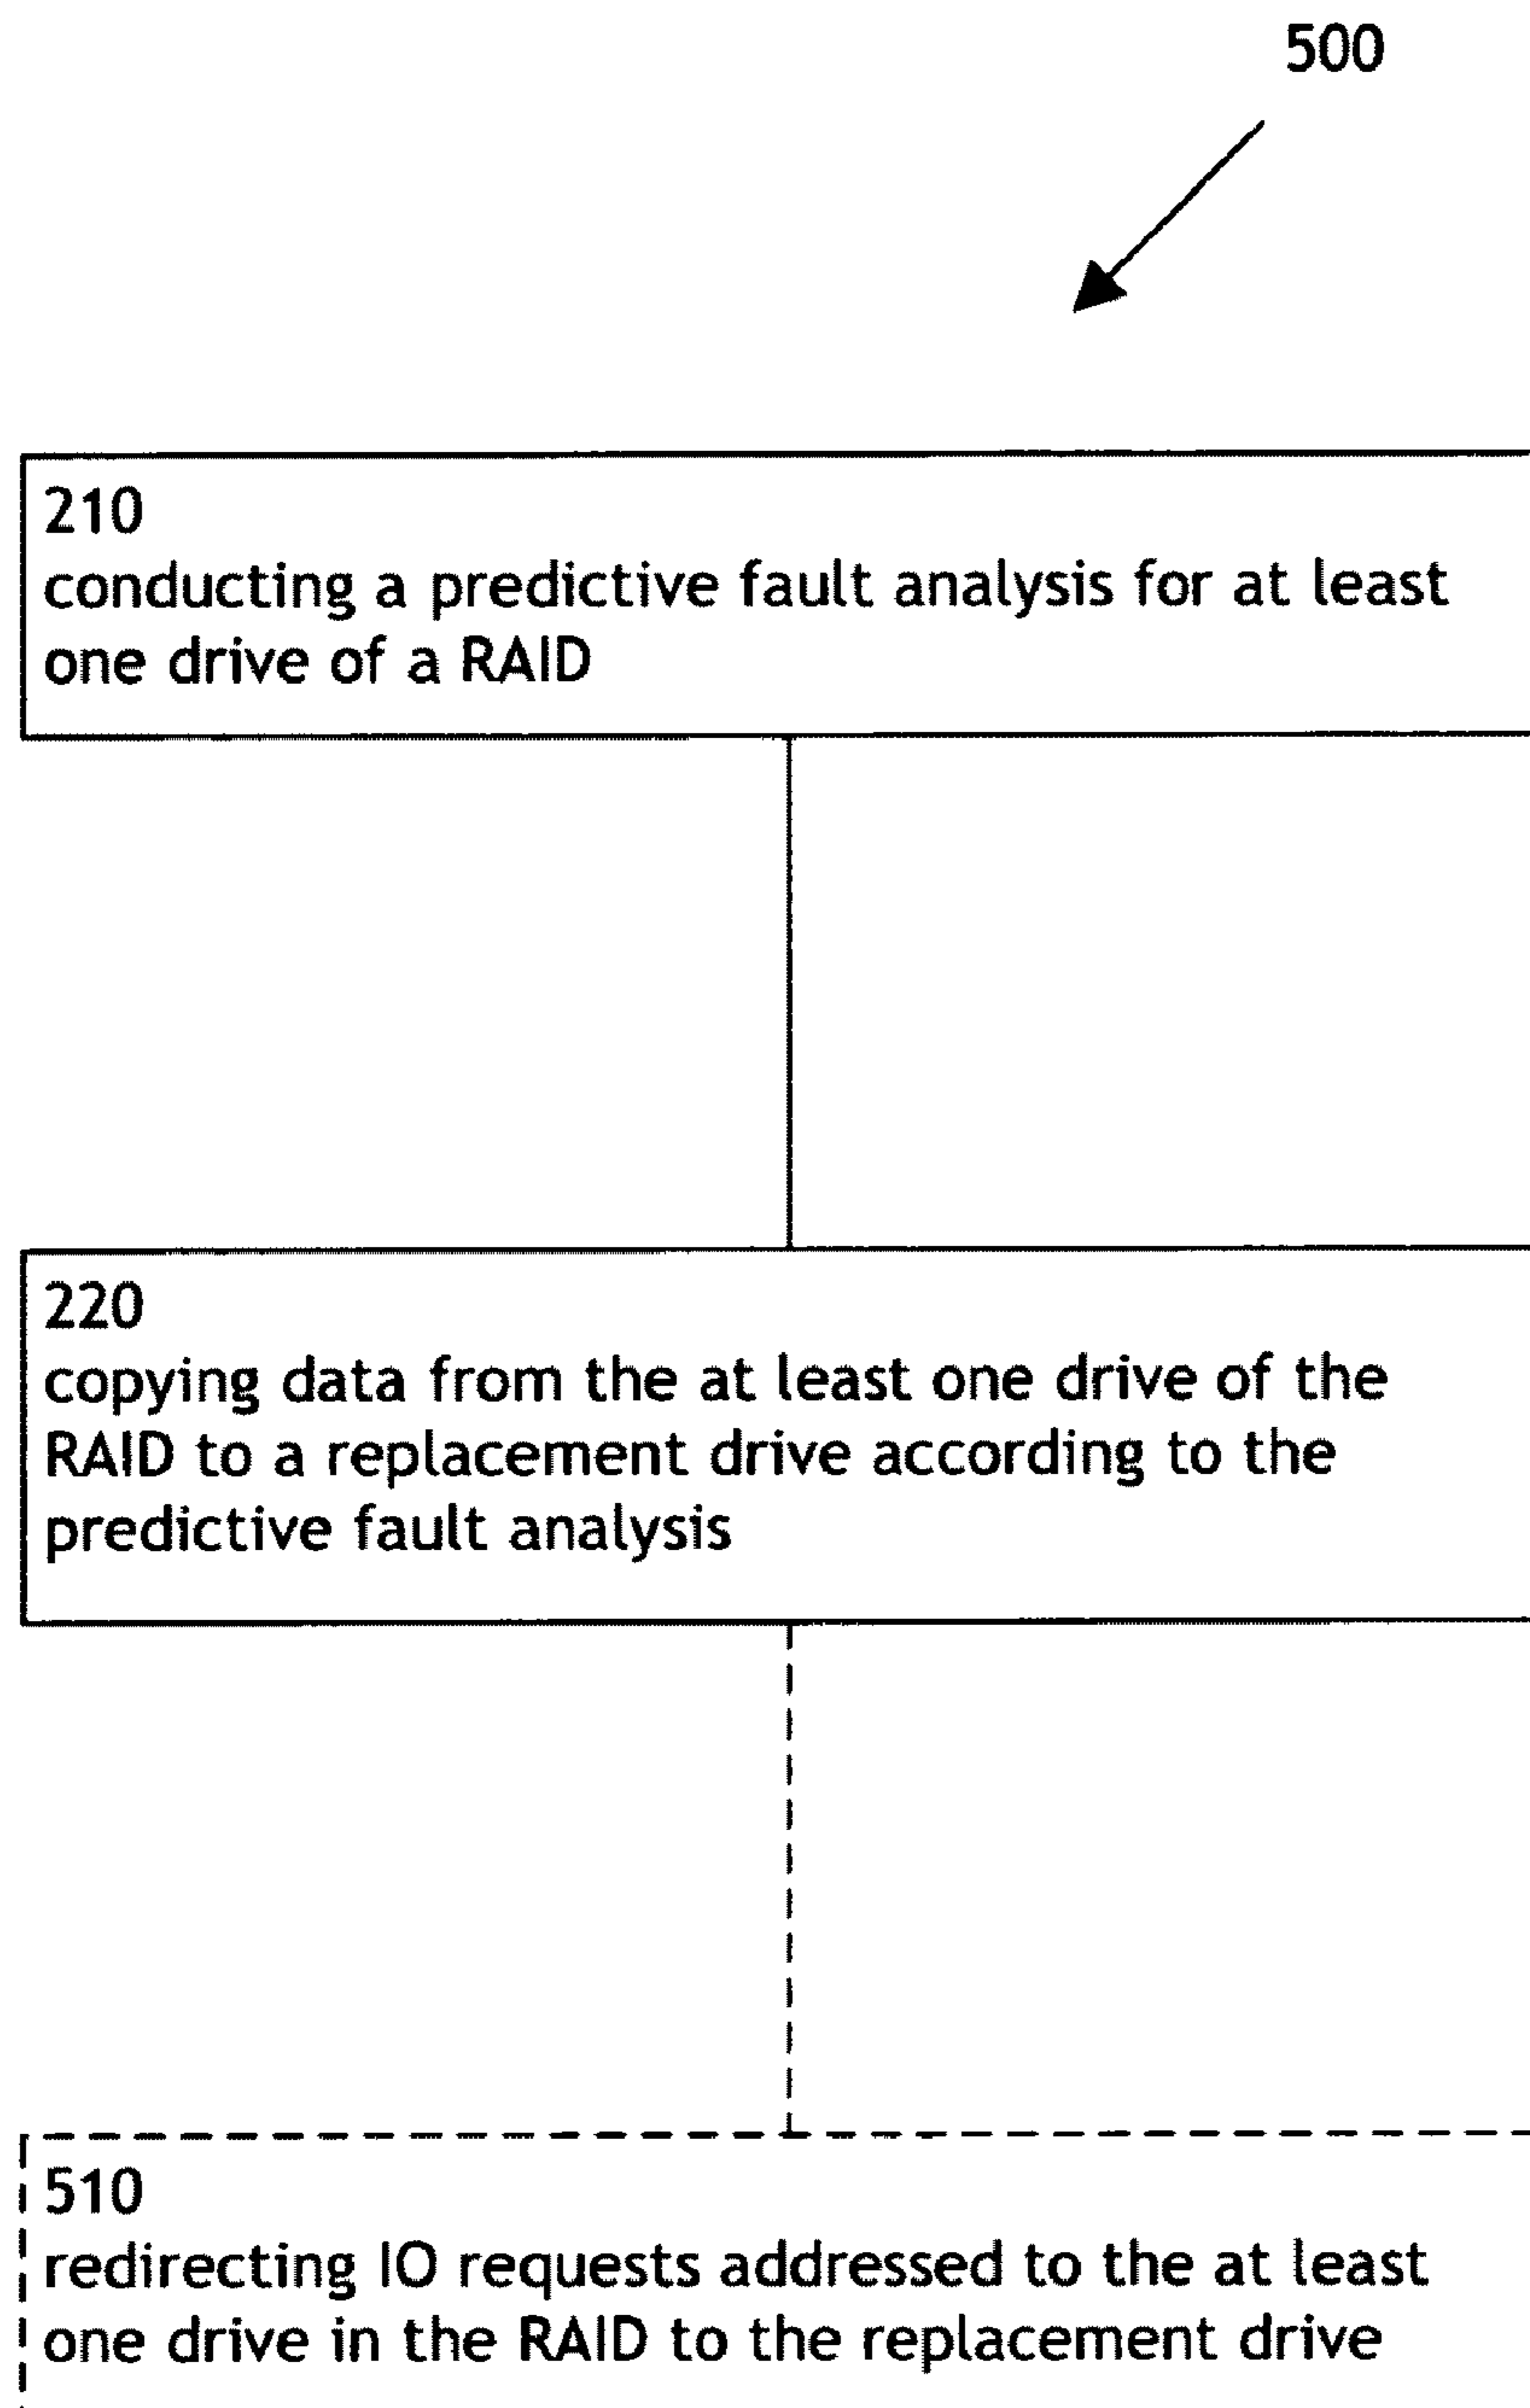 500
210
conducting a predictive fault analysis for at least
one drive of a RAID
220
copying data from the at least one drive of the
RAID to a replacement drive according to the
predictive fault analysis
510
redirecting IO requests addressed to the at least
one drive in the RAID to the replacement drive